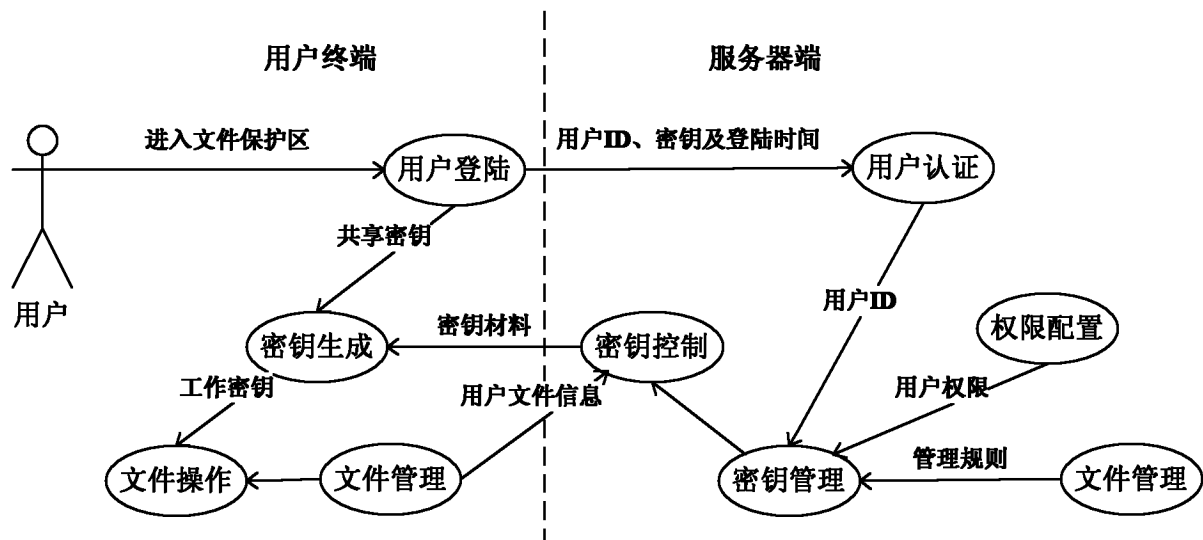 用户终端
服务器端
进入文件保护区
用户ID、密钥及登陆时间
用户登陆
用户认证
共享密钥
用户
用户ID
密钥材料
权限配置
密钥生成
密钥控制
工作密钥
用户文件信息
用户权限
管理规则
文件操作
文件管理
密钥管理
文件管理